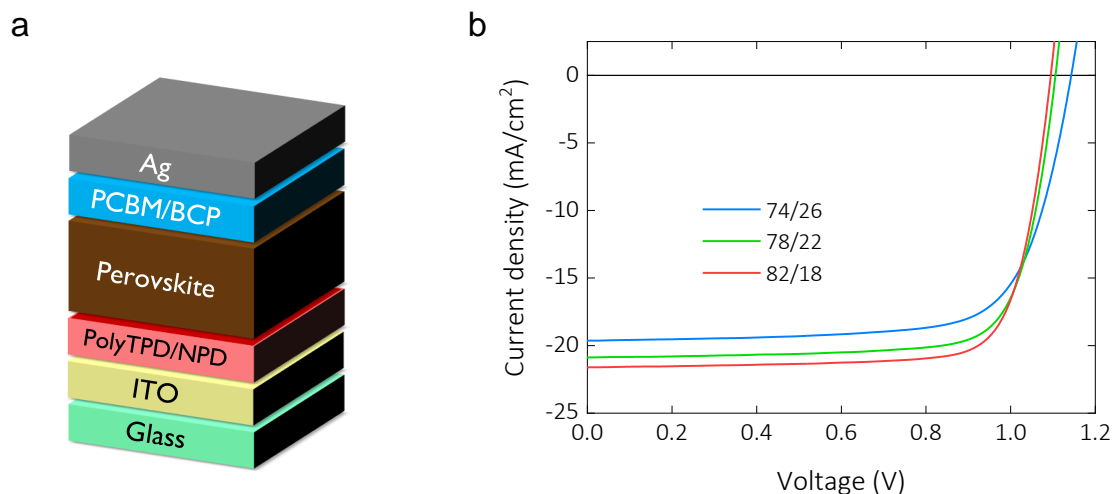 a
Ag
PCBM/BCP
Perovskite
PolyTPD/NPD
ITO
Glass
b
Current density (mA/cm²)
0
-5
-10
-15
-20
-25
74/26
78/22
82/18
0.0 0.2 0.4 0.6 0.8 1.0 1.2
Voltage (V)